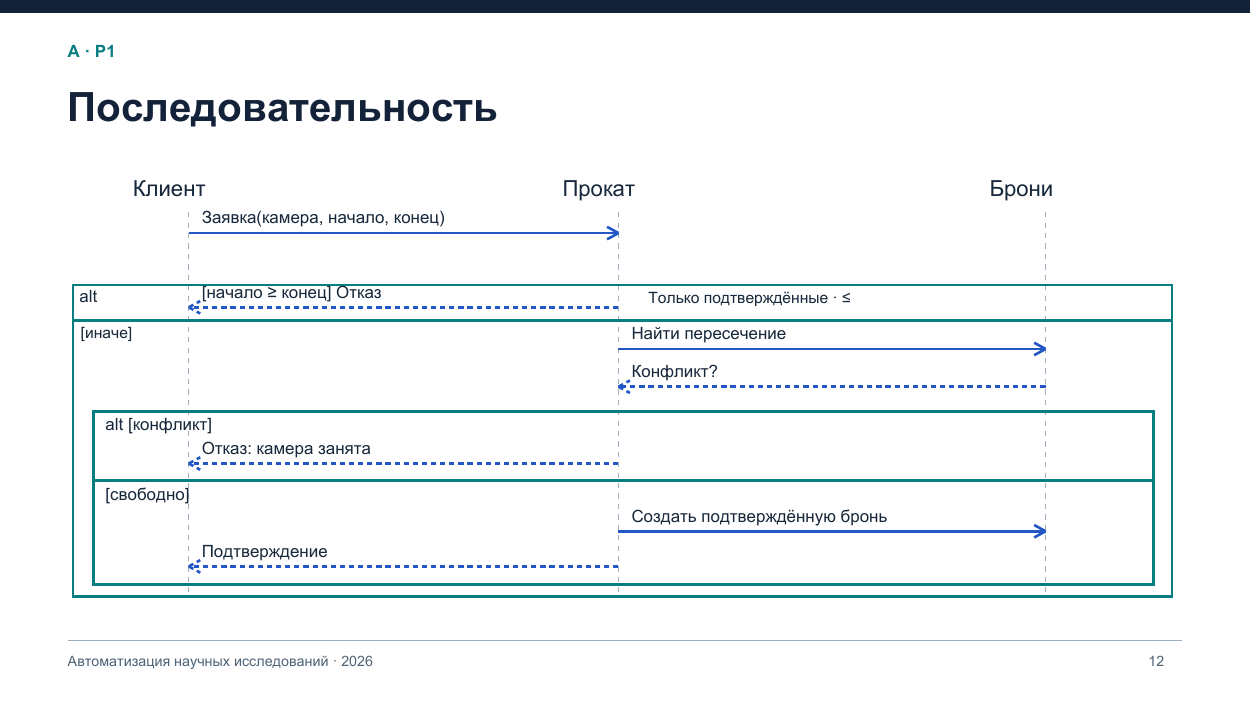 A · P1
Последовательность
Клиент
Прокат
Брони
Заявка(камера, начало, конец)
alt
[начало ≥ конец] Отказ
Только подтверждённые · ≤
[иначе]
Найти пересечение
Конфликт?
alt [конфликт]
Отказ: камера занята
[свободно]
Создать подтверждённую бронь
Подтверждение
Автоматизация научных исследований · 2026
12